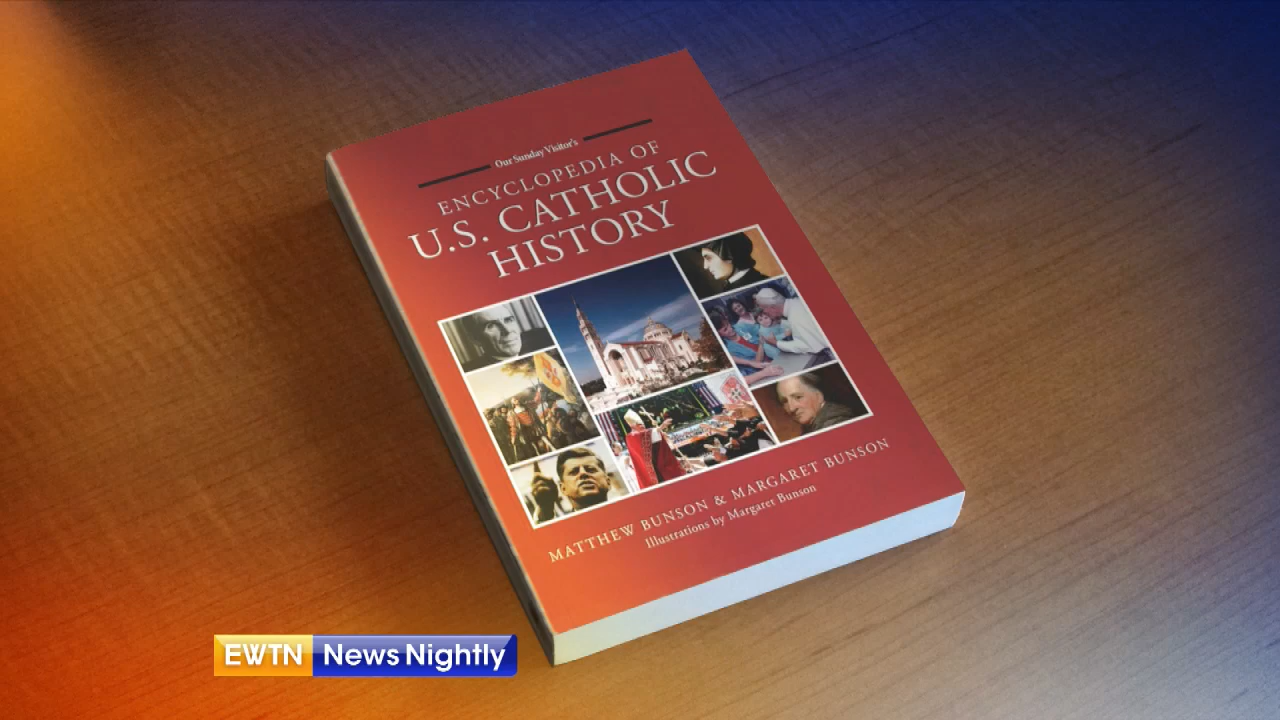 Our Sunday Visitor's
ENCYCLOPEDIA OF
U.S. CATHOLIC
HISTORY
MATTHEW BUNSON & MARGARET BUNSON
Illustrations by Margaret Bunson
EWTN News Nightly